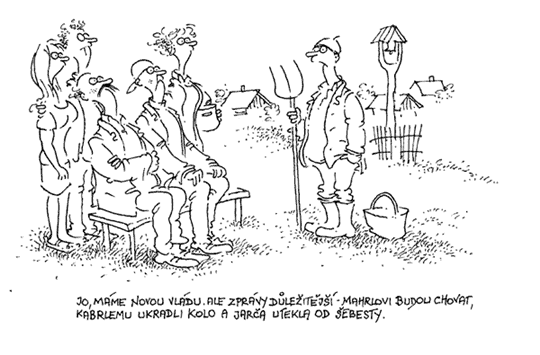 JO, MÁME NOVOU VLÁDU. ALE ZPRÁVY DŮLEŽITĚJŠÍ - MAHRLOVI BUDOU CHOVAT,
KABRLEMU UKRADLI KOLO A JARČA UTEKLA OD ŠEBESTY.